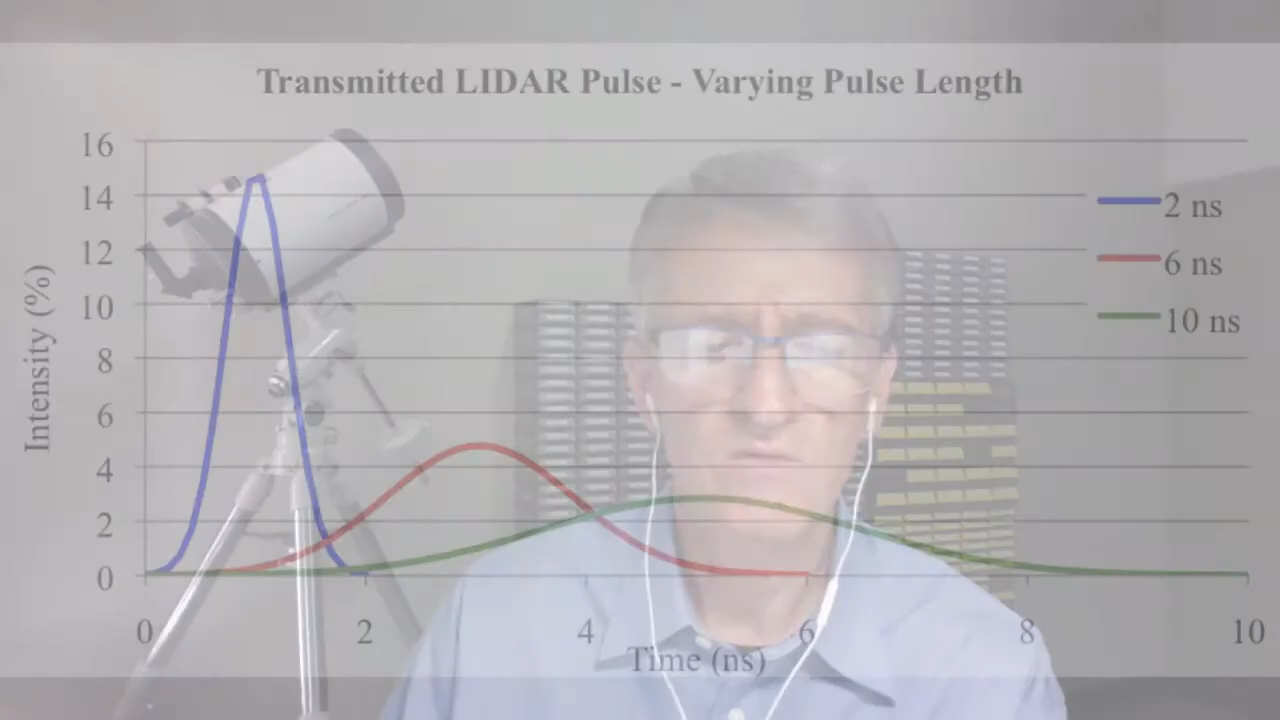 Transmitted LIDAR Pulse - Varying Pulse Length
16
14
12
10
8
6
4
2
0
Intensity (%)
2 ns
6 ns
10 ns
0 2 4 6 8 10
Time (ns)